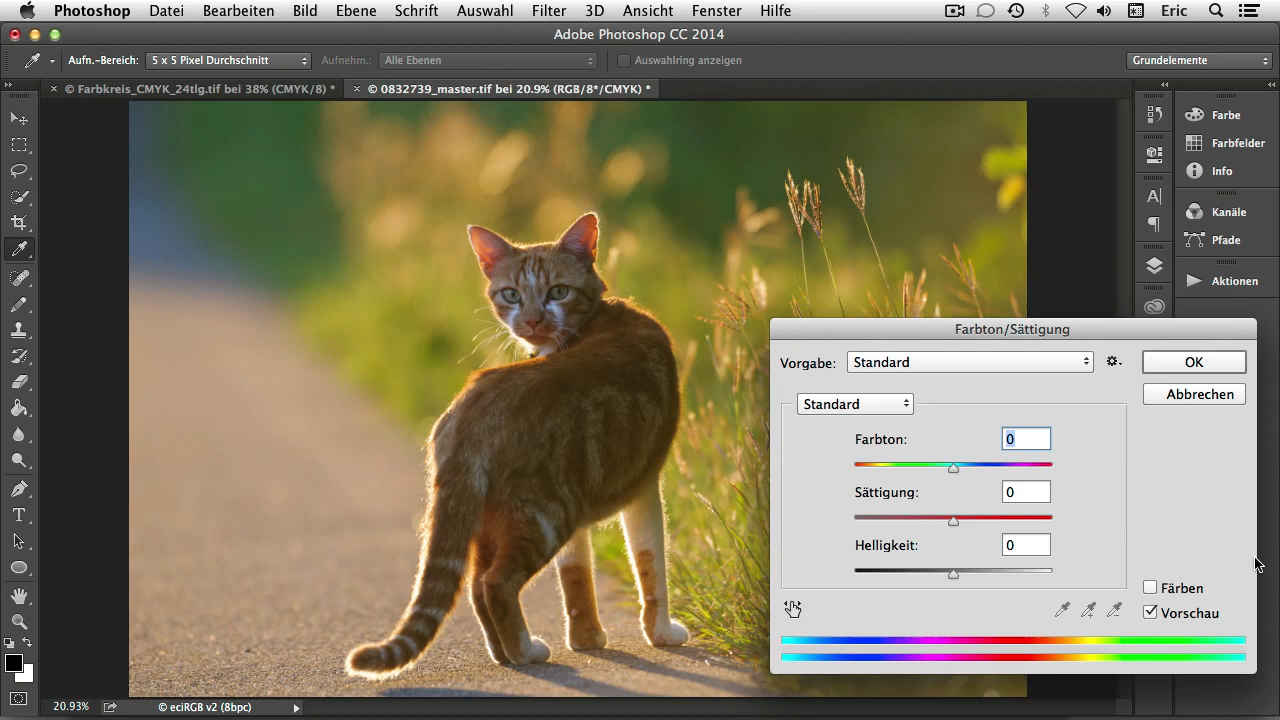 Photoshop Datei Bearbeiten Bild Ebene Schrift Auswahl Filter 3D Ansicht Fenster Hilfe Eric
Adobe Photoshop CC 2014
Aufn.-Bereich: 5 x 5 Pixel Durchschnitt Aufnehm.: Alle Ebenen Auswahlring anzeigen Grundelemente
× © Farbkreis_CMYK_24tlg.tif bei 38% (CMYK/8) * × © 0832739_master.tif bei 20.9% (RGB/8*/CMYK) *
Farbe
Farbfelder
Info
Kanäle
Pfade
Aktionen
Farbton/Sättigung
Vorgabe: Standard OK
Abbrechen
Standard
Farbton: 0
Sättigung: 0
Helligkeit: 0
Färben
Vorschau
20.93% © eciRGB v2 (8bpc)